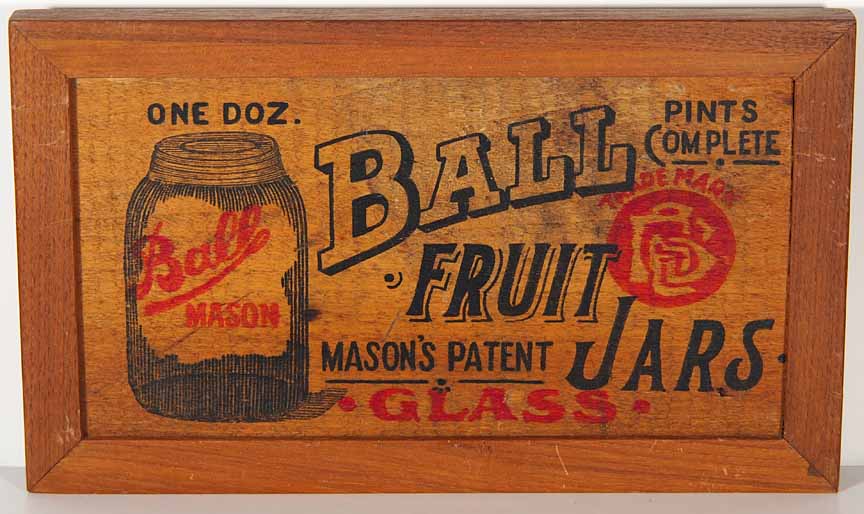 ONE DOZ.
BALL
PINTS
COMPLETE
TRADE MARK
Ball
MASON
FRUIT
MASON'S PATENT
JARS
GLASS